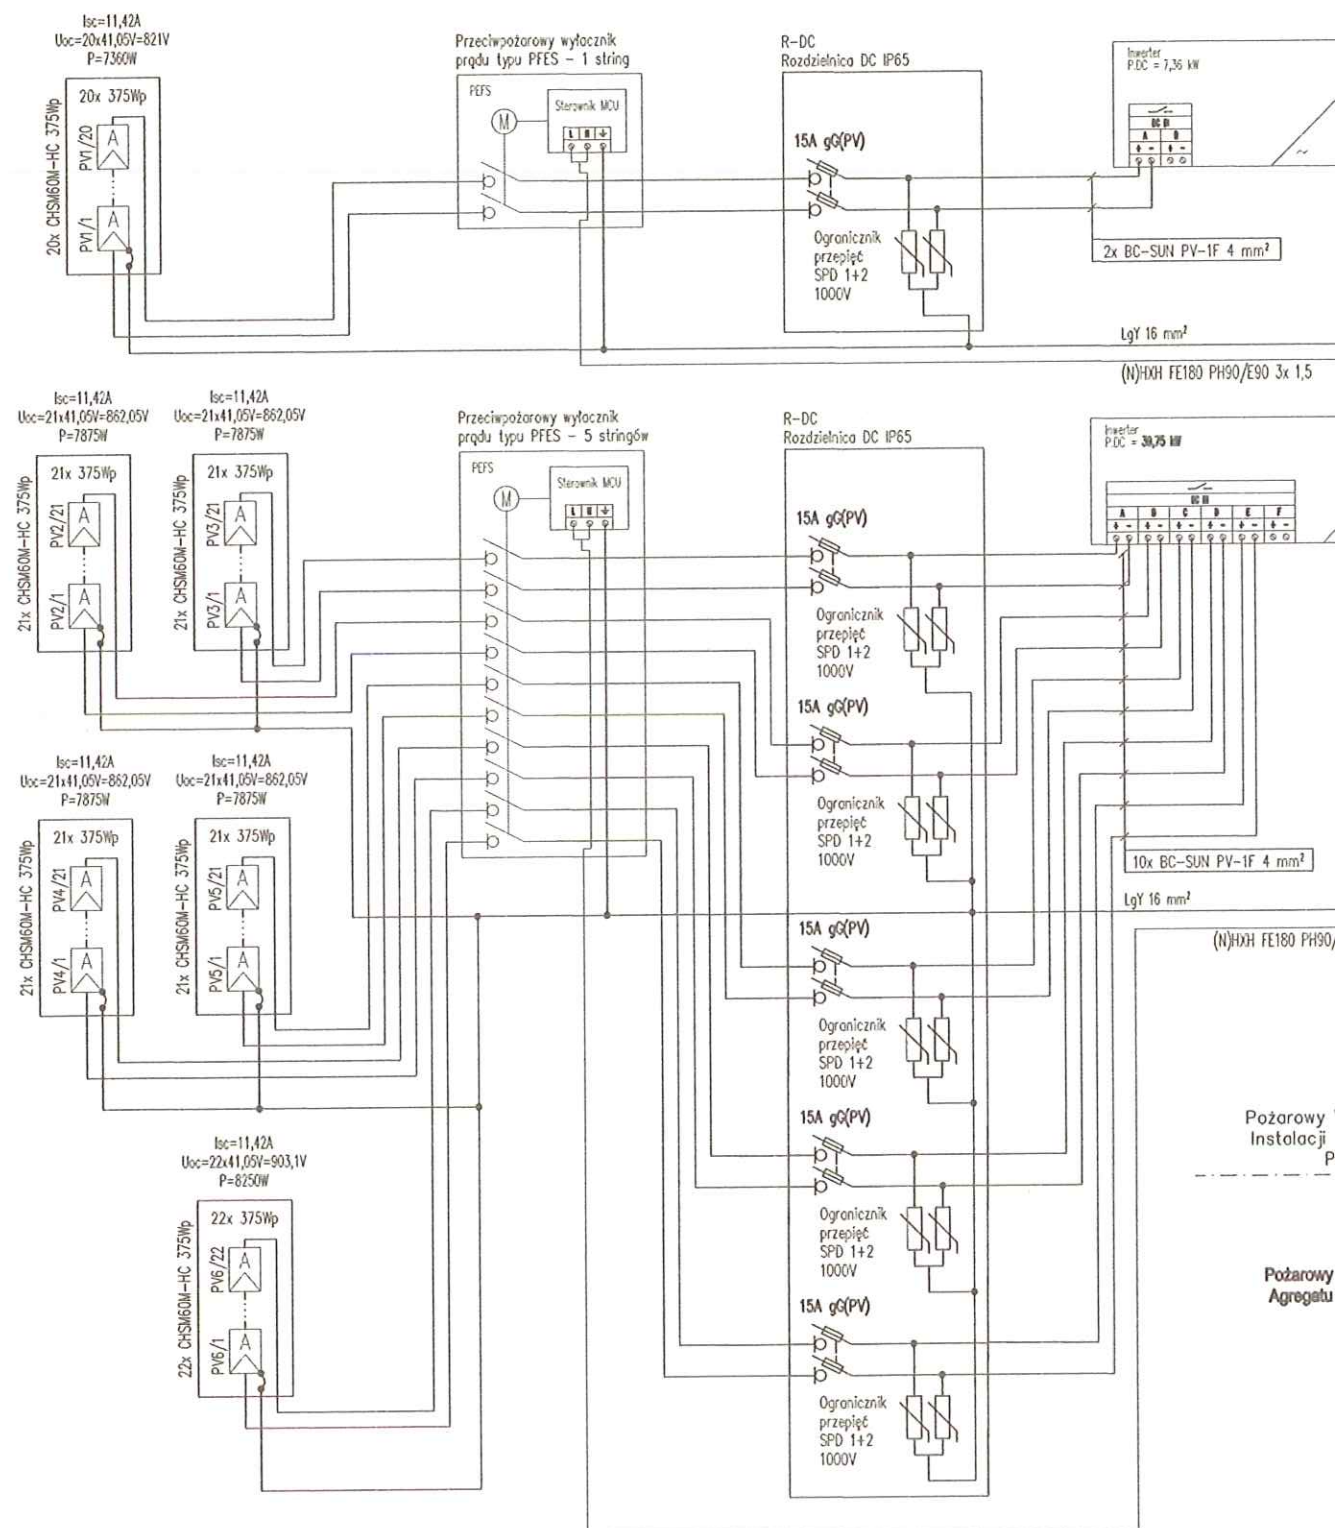 Isc=11,42A
Uoc=20x41,05V=821V
P=7360W
20x 375Wp
20x CHSM60M-HC 375Wp
PV1/20
A
PV1/1
A
Przeciwpożarowy wyłącznik
prądu typu PFES - 1 string
PEFS
Sterownik MCU
M
L N
R-DC
Rozdzielnica DC IP65
15A gG(PV)
Ogranicznik
przepięć
SPD 1+2
1000V
Inwerter
P.DC = 7,36 kW
DC IN
A B
+ - + -
~
2x BC-SUN PV-1F 4 mm²
LgY 16 mm²
(N)HXH FE180 PH90/E90 3x 1,5
Isc=11,42A
Uoc=21x41,05V=862,05V
P=7875W
21x 375Wp
21x CHSM60M-HC 375Wp
PV2/21
A
PV2/1
A
Isc=11,42A
Uoc=21x41,05V=862,05V
P=7875W
21x 375Wp
21x CHSM60M-HC 375Wp
PV3/21
A
PV3/1
A
Przeciwpożarowy wyłącznik
prądu typu PFES - 5 stringów
PEFS
Sterownik MCU
M
L N
R-DC
Rozdzielnica DC IP65
15A gG(PV)
Ogranicznik
przepięć
SPD 1+2
1000V
15A gG(PV)
Ogranicznik
przepięć
SPD 1+2
1000V
15A gG(PV)
Ogranicznik
przepięć
SPD 1+2
1000V
15A gG(PV)
Ogranicznik
przepięć
SPD 1+2
1000V
15A gG(PV)
Ogranicznik
przepięć
SPD 1+2
1000V
Inwerter
P.DC = 39,75 kW
DC IN
A B C D E F
+ - + - + - + - + - + -
10x BC-SUN PV-1F 4 mm²
LgY 16 mm²
(N)HXH FE180 PH90/
Isc=11,42A
Uoc=21x41,05V=862,05V
P=7875W
21x 375Wp
21x CHSM60M-HC 375Wp
PV4/21
A
PV4/1
A
Isc=11,42A
Uoc=21x41,05V=862,05V
P=7875W
21x 375Wp
21x CHSM60M-HC 375Wp
PV5/21
A
PV5/1
A
Isc=11,42A
Uoc=22x41,05V=903,1V
P=8250W
22x 375Wp
22x CHSM60M-HC 375Wp
PV6/22
A
PV6/1
A
Pożarowy
Instalacji
P
Pożarowy
Agregatu